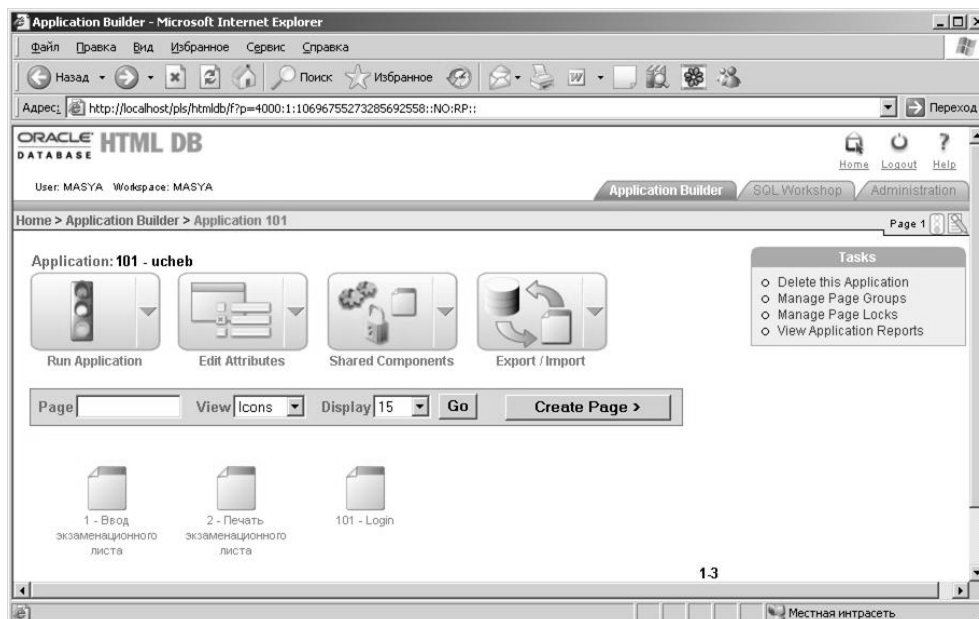 Application Builder - Microsoft Internet Explorer
Файл Правка Вид Избранное Сервис Справка
Назад Поиск Избранное
Адрес: http://localhost/pls/htmldb/f?p=4000:1:10696755273285692558::NO:RP:: Переход
ORACLE HTML DB
DATABASE
Home Logout Help
User: MASYA Workspace: MASYA
Application Builder SQL Workshop Administration
Home > Application Builder > Application 101
Page 1
Application: 101 - ucheb
Run Application Edit Attributes Shared Components Export / Import
Tasks
Delete this Application
Manage Page Groups
Manage Page Locks
View Application Reports
Page View Icons Display 15 Go Create Page >
1 - Ввод
экзаменационного
листа
2 - Печать
экзаменационного
листа
101 - Login
1-3
Местная интрасеть